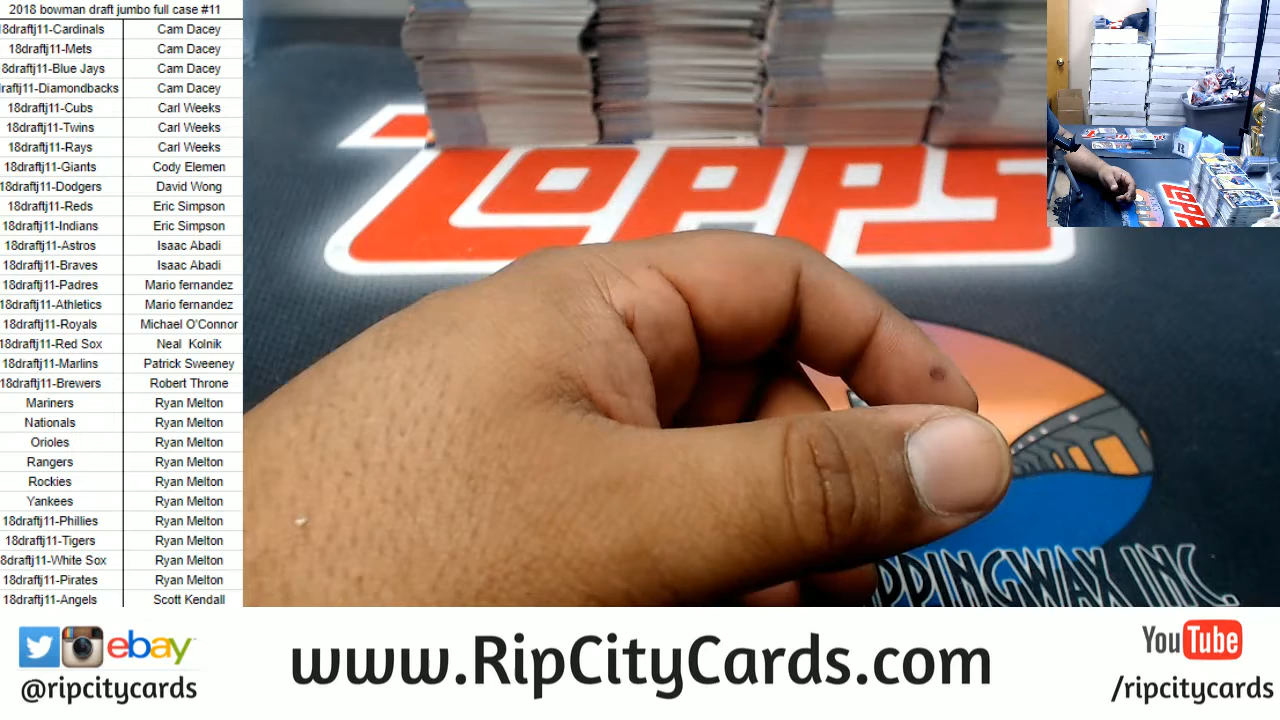 2018 bowman draft jumbo full case #11
18draftj11-Cardinals Cam Dacey
18draftj11-Mets Cam Dacey
8draftj11-Blue Jays Cam Dacey
raftj11-Diamondbacks Cam Dacey
18draftj11-Cubs Carl Weeks
18draftj11-Twins Carl Weeks
18draftj11-Rays Carl Weeks
18draftj11-Giants Cody Elemen
18draftj11-Dodgers David Wong
18draftj11-Reds Eric Simpson
18draftj11-Indians Eric Simpson
18draftj11-Astros Isaac Abadi
18draftj11-Braves Isaac Abadi
18draftj11-Padres Mario fernandez
18draftj11-Athletics Mario fernandez
18draftj11-Royals Michael O'Connor
18draftj11-Red Sox Neal Kolnik
18draftj11-Marlins Patrick Sweeney
18draftj11-Brewers Robert Throne
Mariners Ryan Melton
Nationals Ryan Melton
Orioles Ryan Melton
Rangers Ryan Melton
Rockies Ryan Melton
Yankees Ryan Melton
18draftj11-Phillies Ryan Melton
18draftj11-Tigers Ryan Melton
8draftj11-White Sox Ryan Melton
18draftj11-Pirates Ryan Melton
18draftj11-Angels Scott Kendall
TOPPS
PPINGWAX INC.
TOPPS
ebay
@ripcitycards
www.RipCityCards.com
YouTube
/ripcitycards